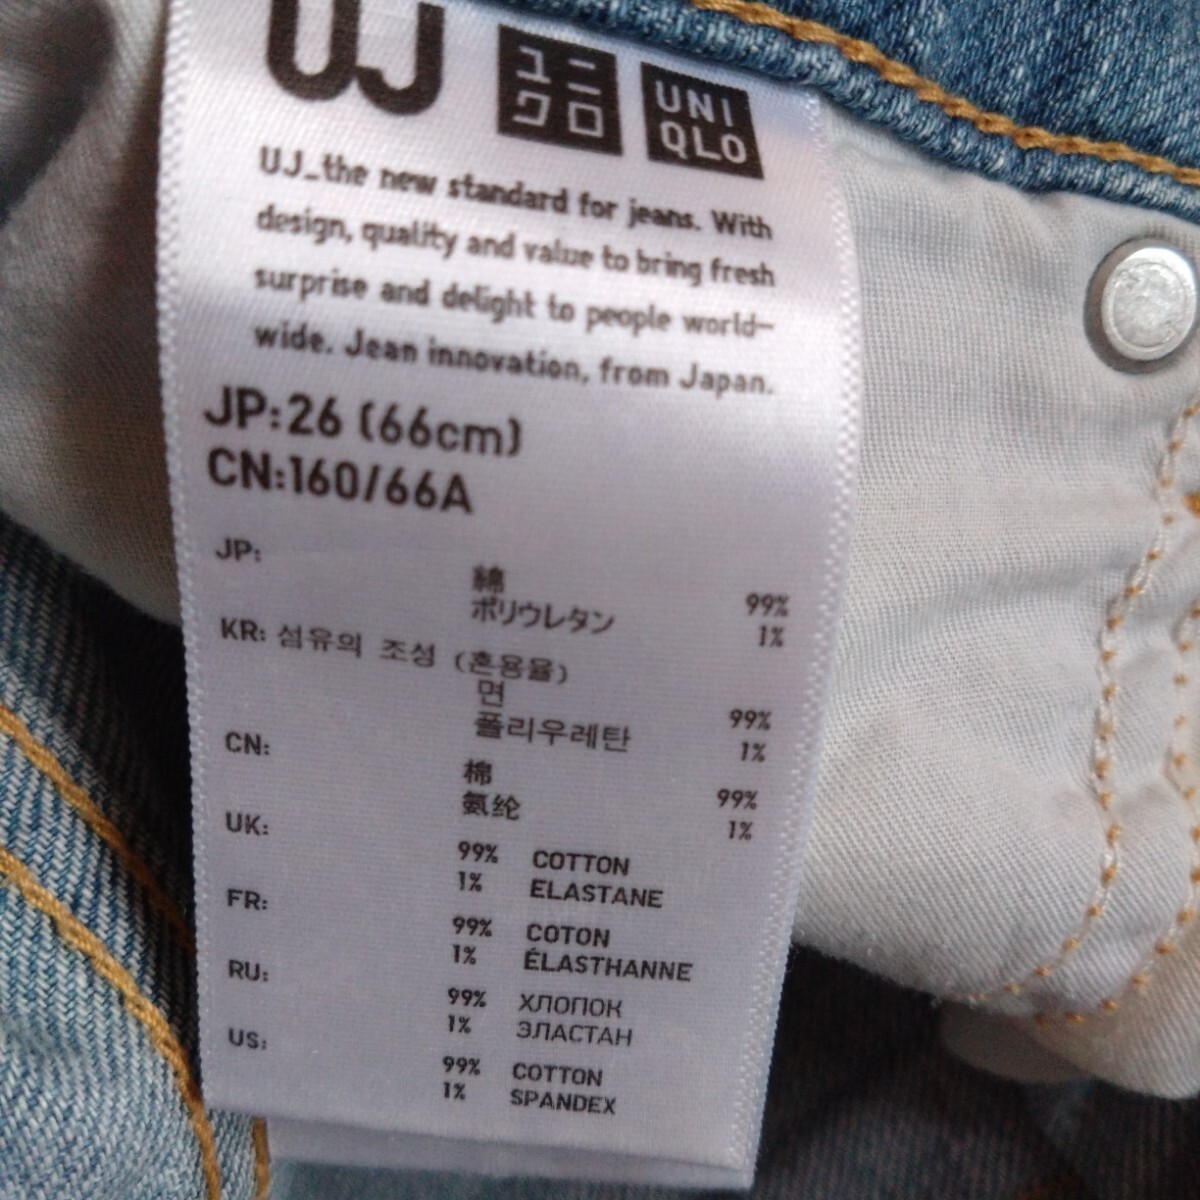 UJ
ユニ
クロ
UNI
QLO
UJ_the new standard for jeans. With
design, quality and value to bring fresh
surprise and delight to people world-
wide. Jean innovation, from Japan.
JP:26 (66cm)
CN:160/66A
JP:
綿 99%
ポリウレタン 1%
KR: 섬유의 조성 (혼용율)
면 99%
폴리우레탄 1%
CN:
棉 99%
氨纶 1%
UK:
99% COTTON
1% ELASTANE
FR:
99% COTON
1% ÉLASTHANNE
RU:
99% ХЛОПОК
1% ЭЛАСТАН
US:
99% COTTON
1% SPANDEX